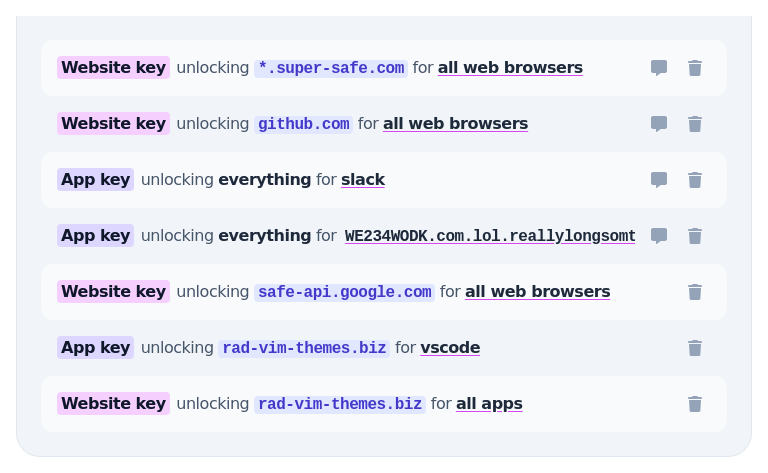 Website key unlocking *.super-safe.com for all web browsers
Website key unlocking github.com for all web browsers
App key unlocking everything for slack
App key unlocking everything for WE234WODK.com.lol.reallylongsomt
Website key unlocking safe-api.google.com for all web browsers
App key unlocking rad-vim-themes.biz for vscode
Website key unlocking rad-vim-themes.biz for all apps